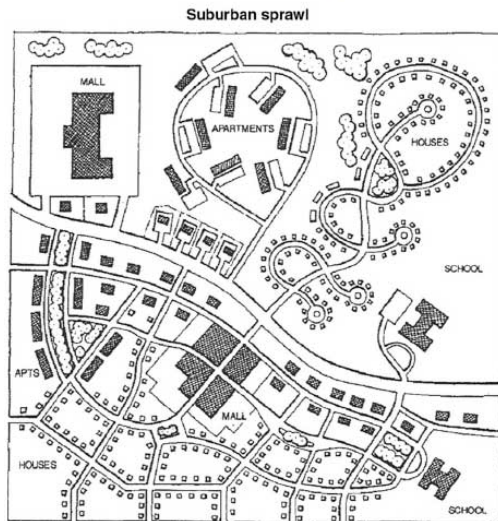 Suburban sprawl
MALL
APARTMENTS
HOUSES
SCHOOL
APTS
MALL
HOUSES
SCHOOL